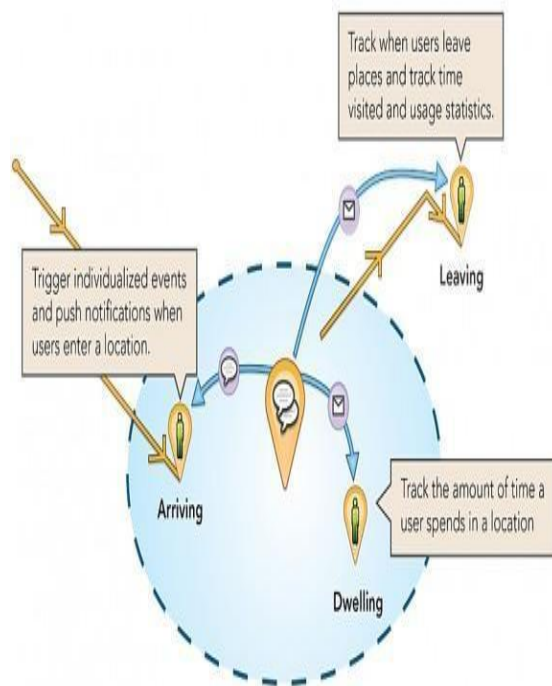 Track when users leave
places and track time
visited and usage statistics.
Leaving
Trigger individualized events
and push notifications when
users enter a location.
Arriving
Track the amount of time a
user spends in a location
Dwelling